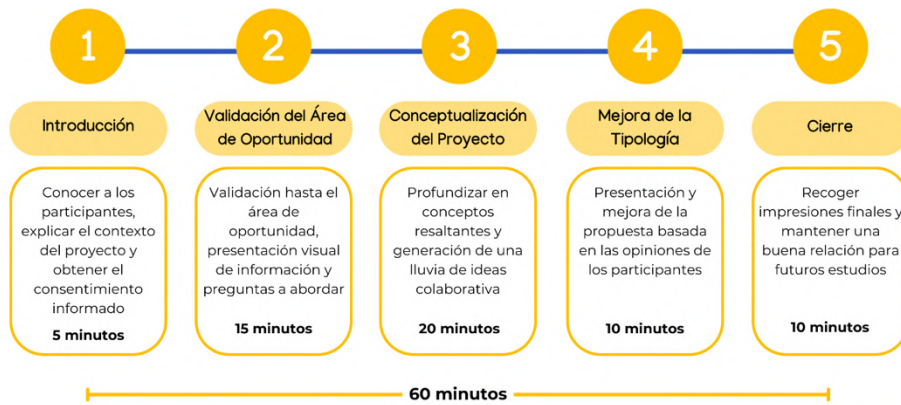 1
2
3
4
5
Introducción
Validación del Área
de Oportunidad
Conceptualización
del Proyecto
Mejora de la
Tipología
Cierre
Conocer a los
participantes,
explicar el contexto
del proyecto y
obtener el
consentimiento
informado
5 minutos
Validación hasta el
área de
oportunidad,
presentación visual
de información y
preguntas a abordar
15 minutos
Profundizar en
conceptos
resaltantes y
generación de una
lluvia de ideas
colaborativa
20 minutos
Presentación y
mejora de la
propuesta basada
en las opiniones de
los participantes
10 minutos
Recoger
impresiones finales y
mantener una
buena relación para
futuros estudios
10 minutos
60 minutos